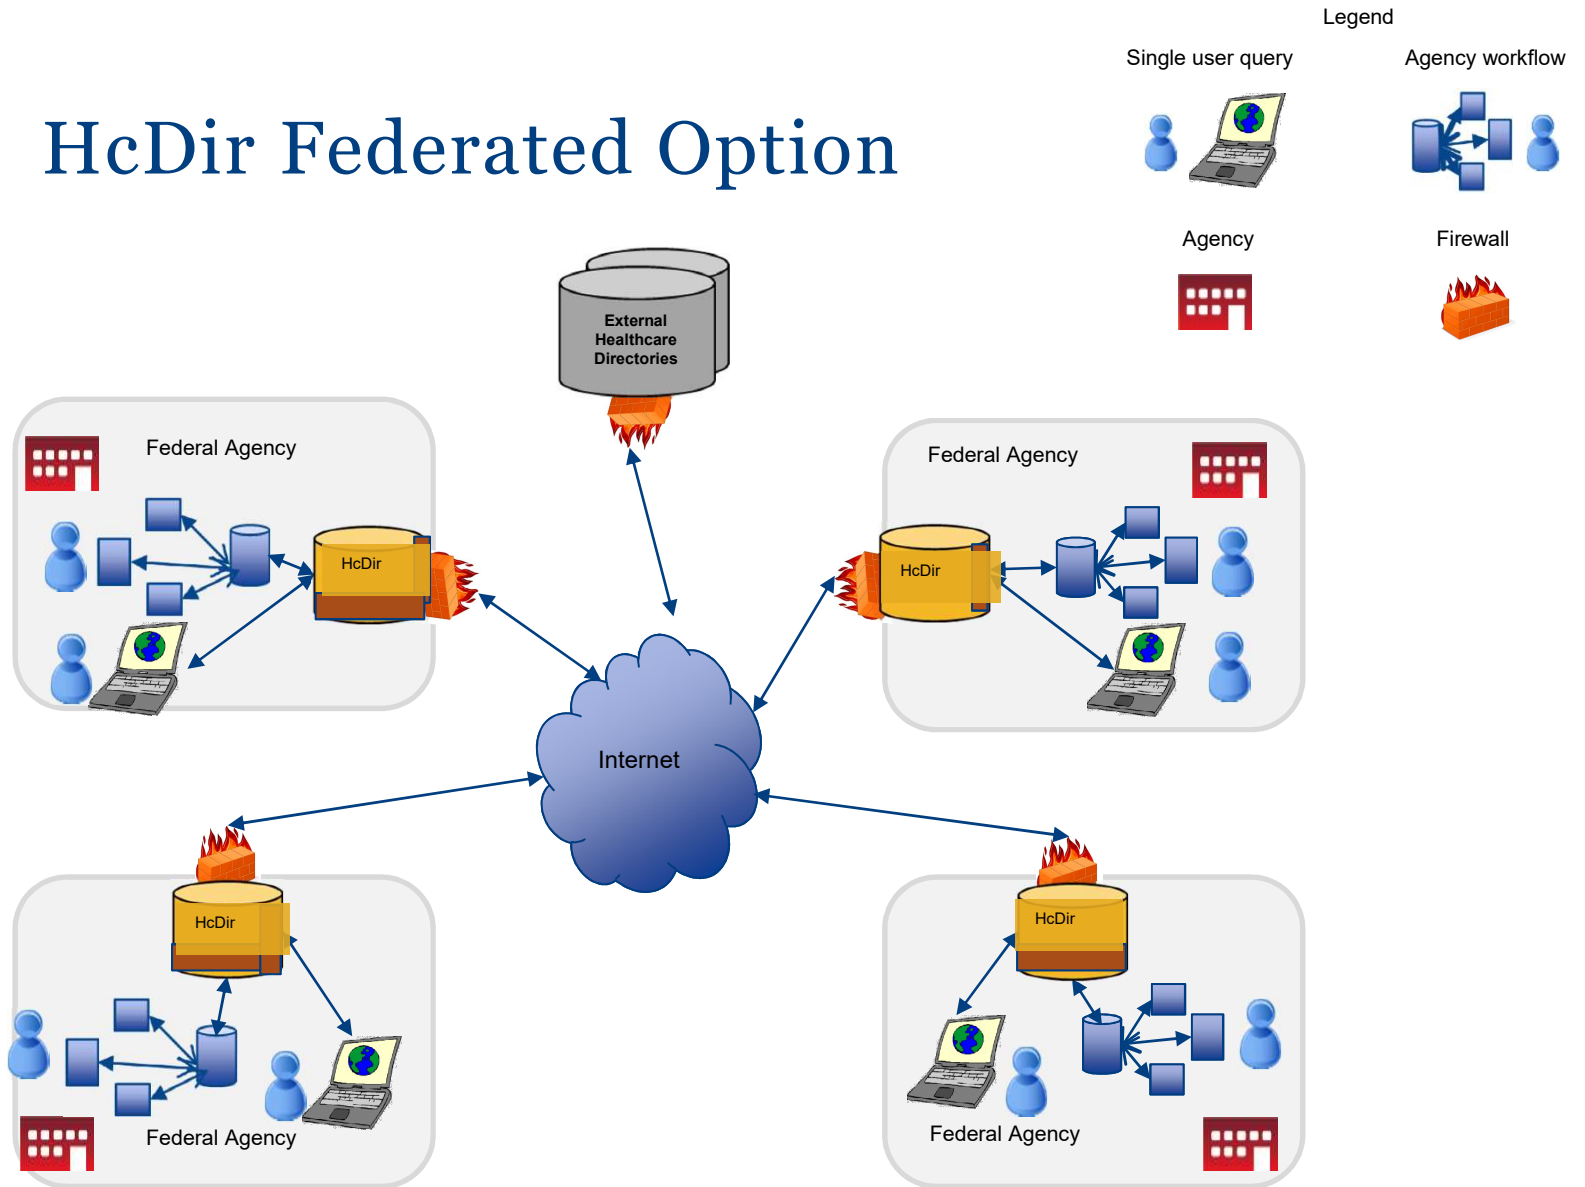 Legend
Single user query
Agency workflow
HcDir Federated Option
Agency
Firewall
External
Healthcare
Directories
Federal Agency
HcDir
Federal Agency
HcDir
Internet
HcDir
Federal Agency
HcDir
Federal Agency